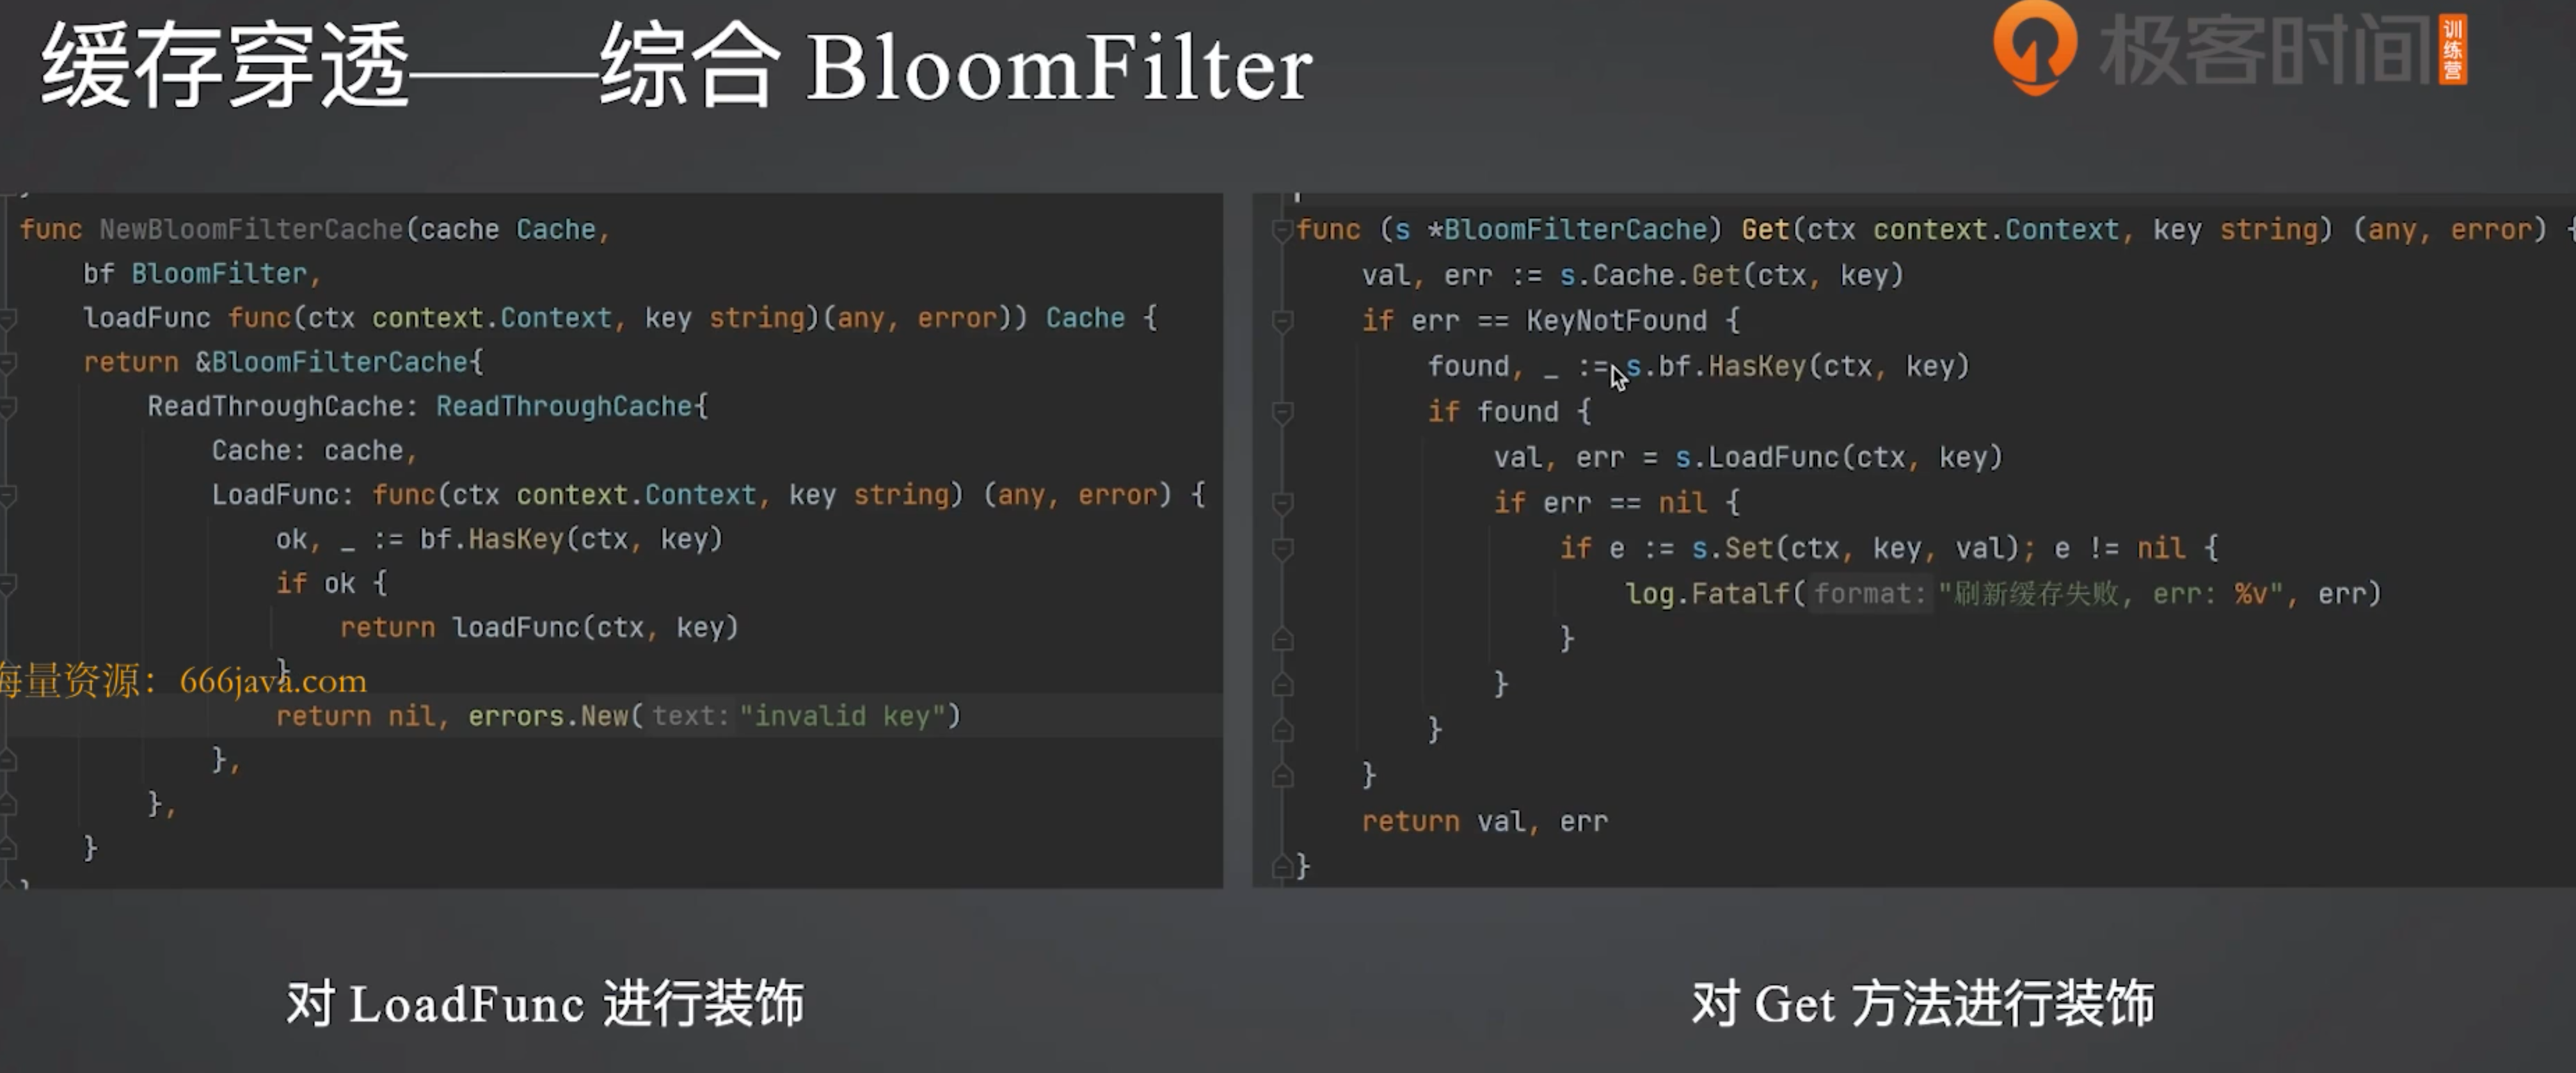 缓存穿透——综合 BloomFilter
极客时间
训练营
func NewBloomFilterCache(cache Cache,
bf BloomFilter,
loadFunc func(ctx context.Context, key string)(any, error)) Cache {
return &BloomFilterCache{
ReadThroughCache: ReadThroughCache{
Cache: cache,
LoadFunc: func(ctx context.Context, key string) (any, error) {
ok, _ := bf.HasKey(ctx, key)
if ok {
return loadFunc(ctx, key)
}
海量资源：666java.com
return nil, errors.New( text: "invalid key")
},
},
}
}
func (s *BloomFilterCache) Get(ctx context.Context, key string) (any, error) {
val, err := s.Cache.Get(ctx, key)
if err == KeyNotFound {
found, _ := s.bf.HasKey(ctx, key)
if found {
val, err = s.LoadFunc(ctx, key)
if err == nil {
if e := s.Set(ctx, key, val); e != nil {
log.Fatalf( format: "刷新缓存失败, err: %v", err)
}
}
}
}
return val, err
}
对 LoadFunc 进行装饰
对 Get 方法进行装饰